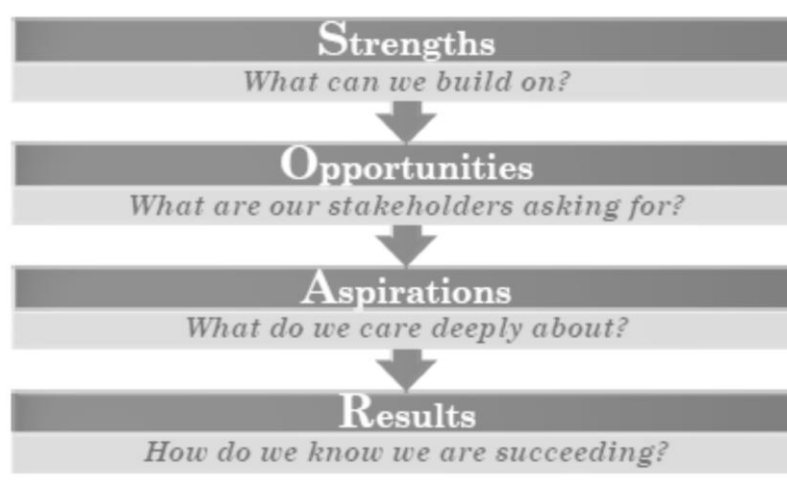 Strengths
What can we build on?
Opportunities
What are our stakeholders asking for?
Aspirations
What do we care deeply about?
Results
How do we know we are succeeding?